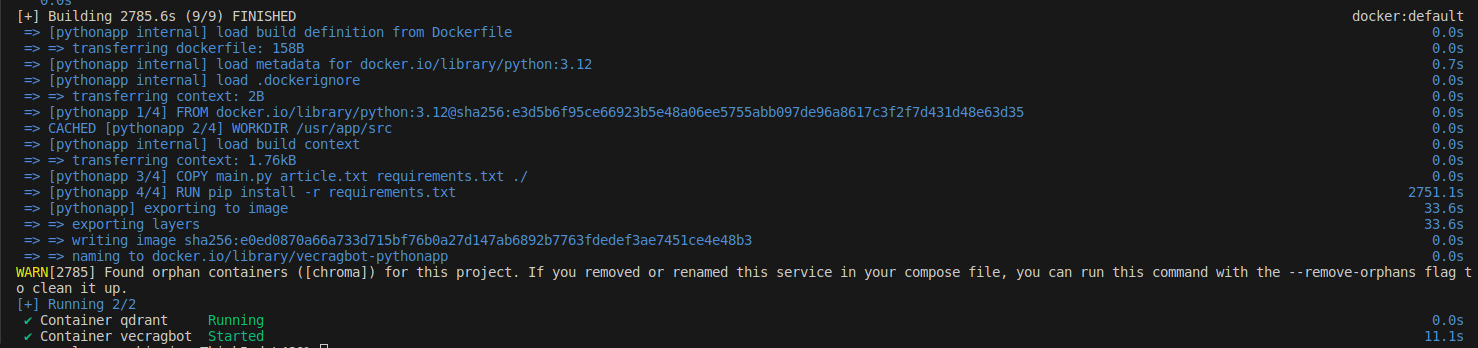 0.0s
[+] Building 2785.6s (9/9) FINISHED docker:default
=> [pythonapp internal] load build definition from Dockerfile 0.0s
=> => transferring dockerfile: 158B 0.0s
=> [pythonapp internal] load metadata for docker.io/library/python:3.12 0.7s
=> [pythonapp internal] load .dockerignore 0.0s
=> => transferring context: 2B 0.0s
=> [pythonapp 1/4] FROM docker.io/library/python:3.12@sha256:e3d5b6f95ce66923b5e48a06ee5755abb097de96a8617c3f2f7d431d48e63d35 0.0s
=> CACHED [pythonapp 2/4] WORKDIR /usr/app/src 0.0s
=> [pythonapp internal] load build context 0.0s
=> => transferring context: 1.76kB 0.0s
=> [pythonapp 3/4] COPY main.py article.txt requirements.txt ./ 0.0s
=> [pythonapp 4/4] RUN pip install -r requirements.txt 2751.1s
=> [pythonapp] exporting to image 33.6s
=> => exporting layers 33.6s
=> => writing image sha256:e0ed0870a66a733d715bf76b0a27d147ab6892b7763fdedef3ae7451ce4e48b3 0.0s
=> => naming to docker.io/library/vecragbot-pythonapp 0.0s
WARN[2785] Found orphan containers ([chroma]) for this project. If you removed or renamed this service in your compose file, you can run this command with the --remove-orphans flag t
o clean it up.
[+] Running 2/2
✔ Container qdrant Running 0.0s
✔ Container vecragbot Started 11.1s